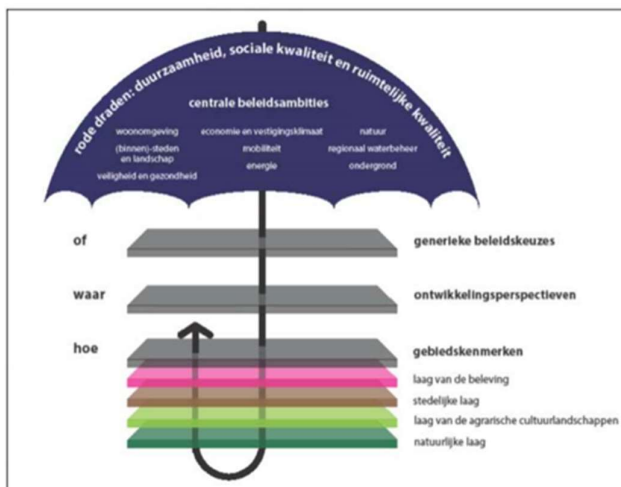 rode draden: duurzaamheid, sociale kwaliteit en ruimtelijke kwaliteit
centrale beleidsambities
woonomgeving
(binnen)-steden
en landschap
veiligheid en gezondheid
economie en vestigingsklimaat
mobiliteit
energie
natuur
regionaal waterbeheer
ondergrond
of
generieke beleidskeuzes
waar
ontwikkelingsperspectieven
hoe
gebiedskenmerken
laag van de beleving
stedelijke laag
laag van de agrarische cultuurlandschappen
natuurlijke laag